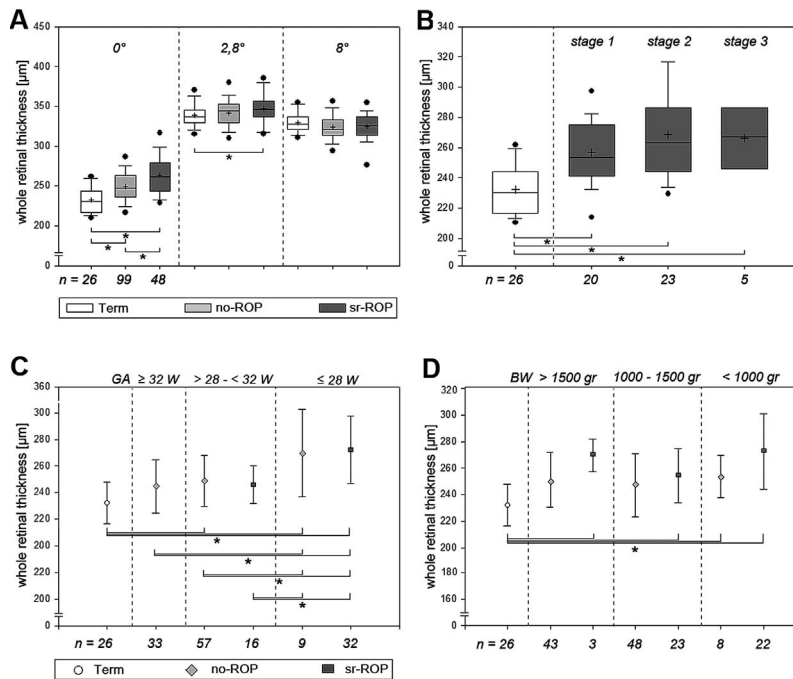 A
whole retinal thickness [µm]
450
400
350
300
250
200
0
0°
2,8°
8°
*
*
*
*
n = 26
99
48
Term
no-ROP
sr-ROP
B
whole retinal thickness [µm]
340
320
300
280
260
240
220
200
0
stage 1
stage 2
stage 3
*
*
*
n = 26
20
23
5
C
whole retinal thickness [µm]
360
320
300
280
260
240
200
220
200
0
GA ≥ 32 W
> 28 - < 32 W
≤ 28 W
*
*
*
*
n = 26
33
57
16
9
32
Term
no-ROP
sr-ROP
D
whole retinal thickness [µm]
320
300
280
260
240
220
200
180
160
0
BW > 1500 gr
1000 - 1500 gr
< 1000 gr
*
n = 26
43
3
48
23
8
22